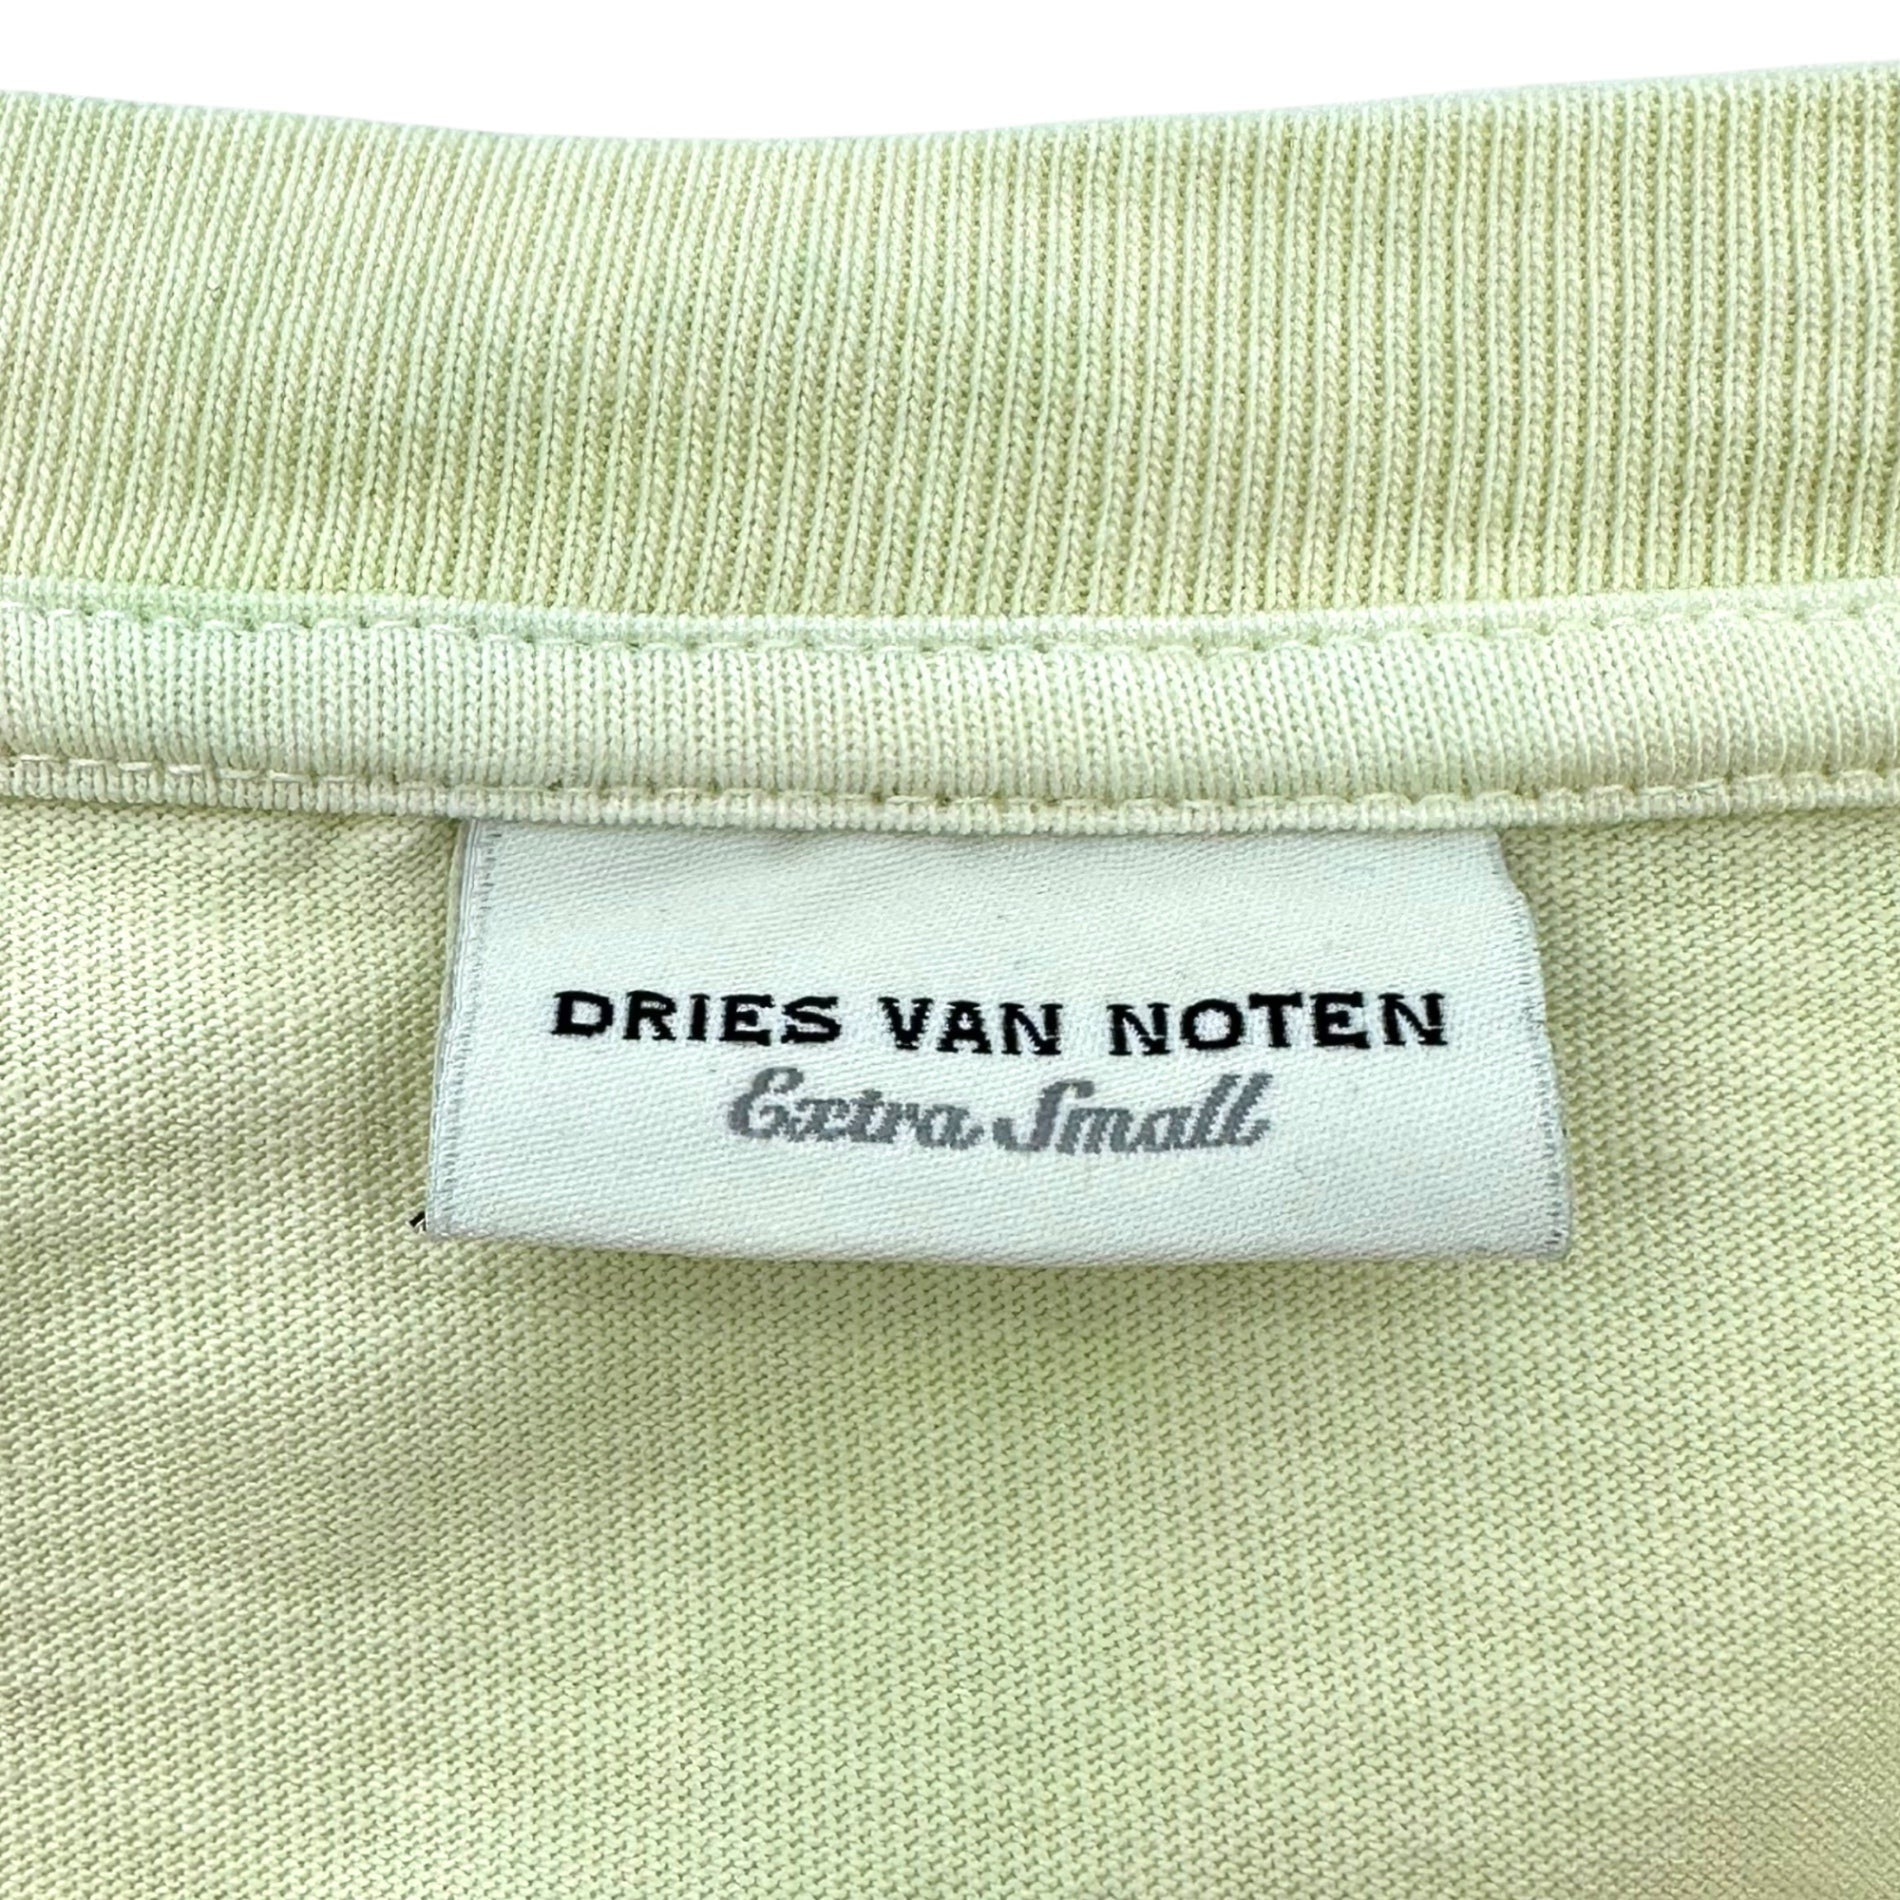 DRIES VAN NOTEN
Extra Small